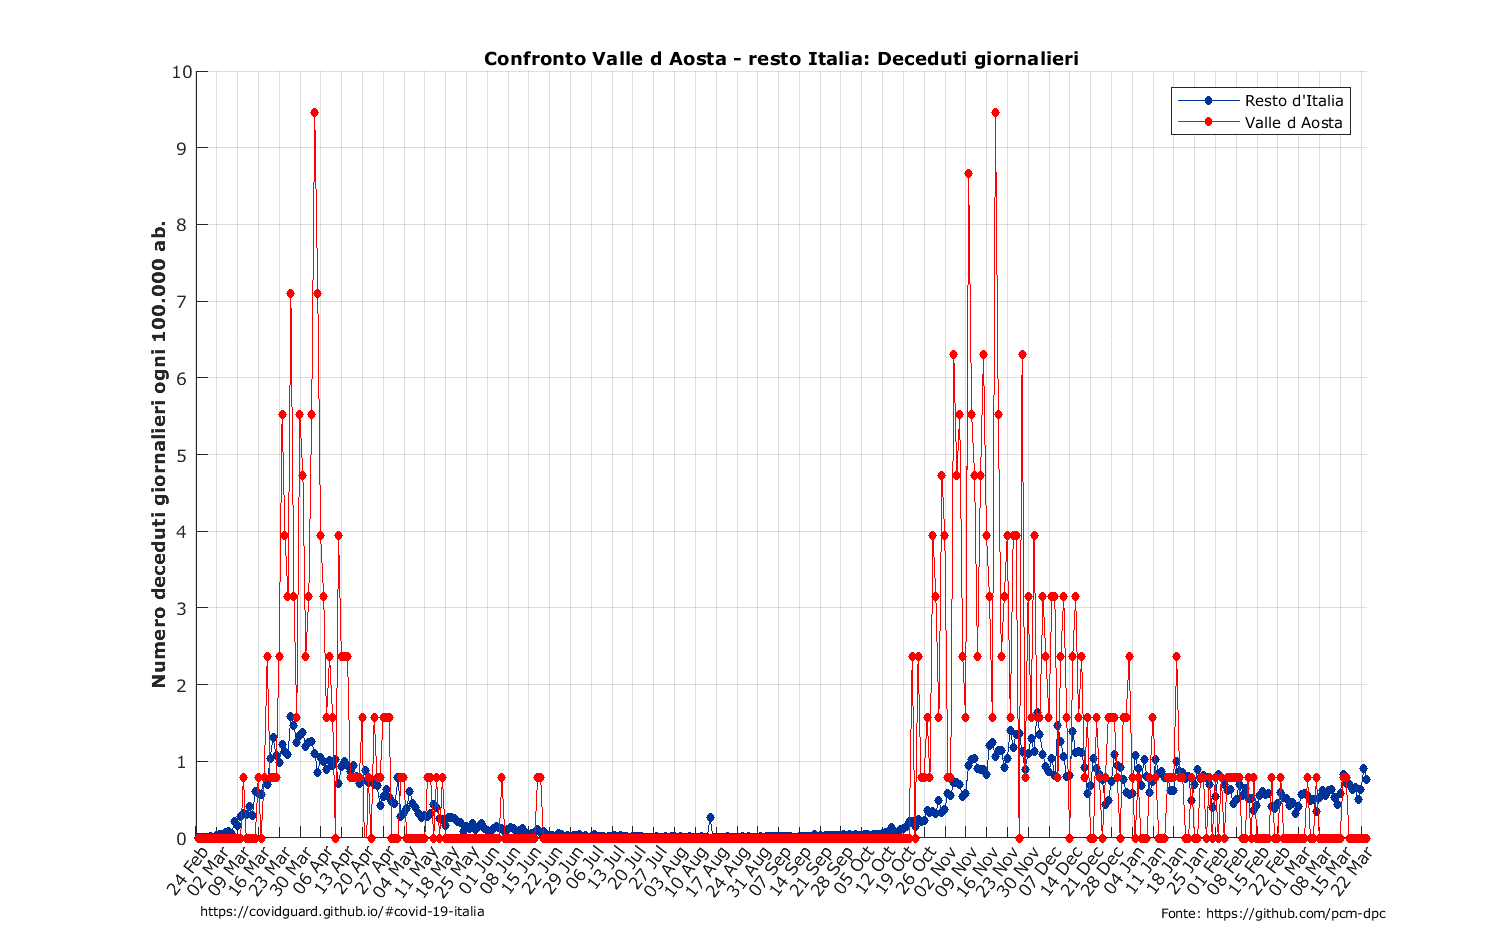 Confronto Valle d Aosta - resto Italia: Deceduti giornalieri
Resto d'Italia
Valle d Aosta
Numero deceduti giornalieri ogni 100.000 ab.
10
9
8
7
6
5
4
3
2
1
0
24 Feb
02 Mar
09 Mar
16 Mar
23 Mar
30 Mar
06 Apr
13 Apr
20 Apr
27 Apr
04 May
11 May
18 May
25 May
01 Jun
08 Jun
15 Jun
22 Jun
29 Jun
06 Jul
13 Jul
20 Jul
27 Jul
03 Aug
10 Aug
17 Aug
24 Aug
31 Aug
07 Sep
14 Sep
21 Sep
28 Sep
05 Oct
12 Oct
19 Oct
26 Oct
02 Nov
09 Nov
16 Nov
23 Nov
30 Nov
07 Dec
14 Dec
21 Dec
28 Dec
04 Jan
11 Jan
18 Jan
25 Jan
01 Feb
08 Feb
15 Feb
22 Feb
01 Mar
08 Mar
15 Mar
22 Mar
https://covidguard.github.io/#covid-19-italia
Fonte: https://github.com/pcm-dpc